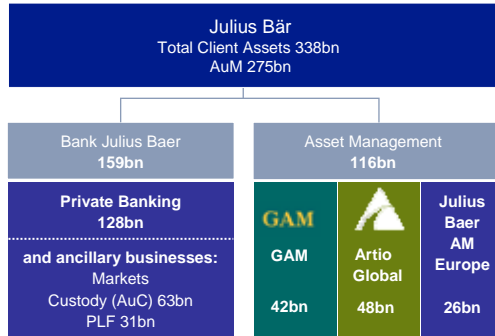 Julius Bär
Total Client Assets 338bn
AuM 275bn
Bank Julius Baer
159bn
Asset Management
116bn
Private Banking
128bn
and ancillary businesses:
Markets
Custody (AuC) 63bn
PLF 31bn
GAM
GAM
42bn
Artio
Global
48bn
Julius
Baer
AM
Europe
26bn